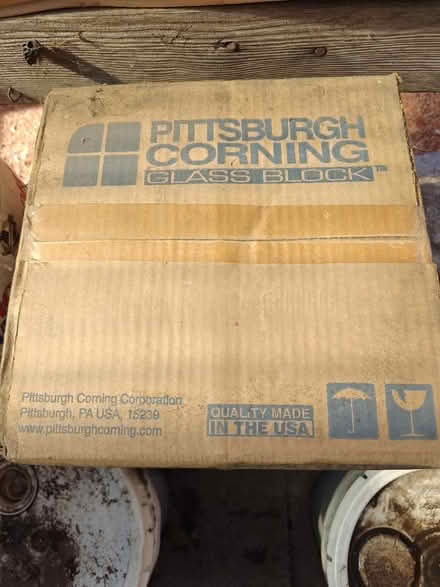 PITTSBURGH
CORNING
GLASS BLOCK™
Pittsburgh Corning Corporation
Pittsburgh, PA USA, 15239
www.pittsburghcorning.com
QUALITY MADE
IN THE USA